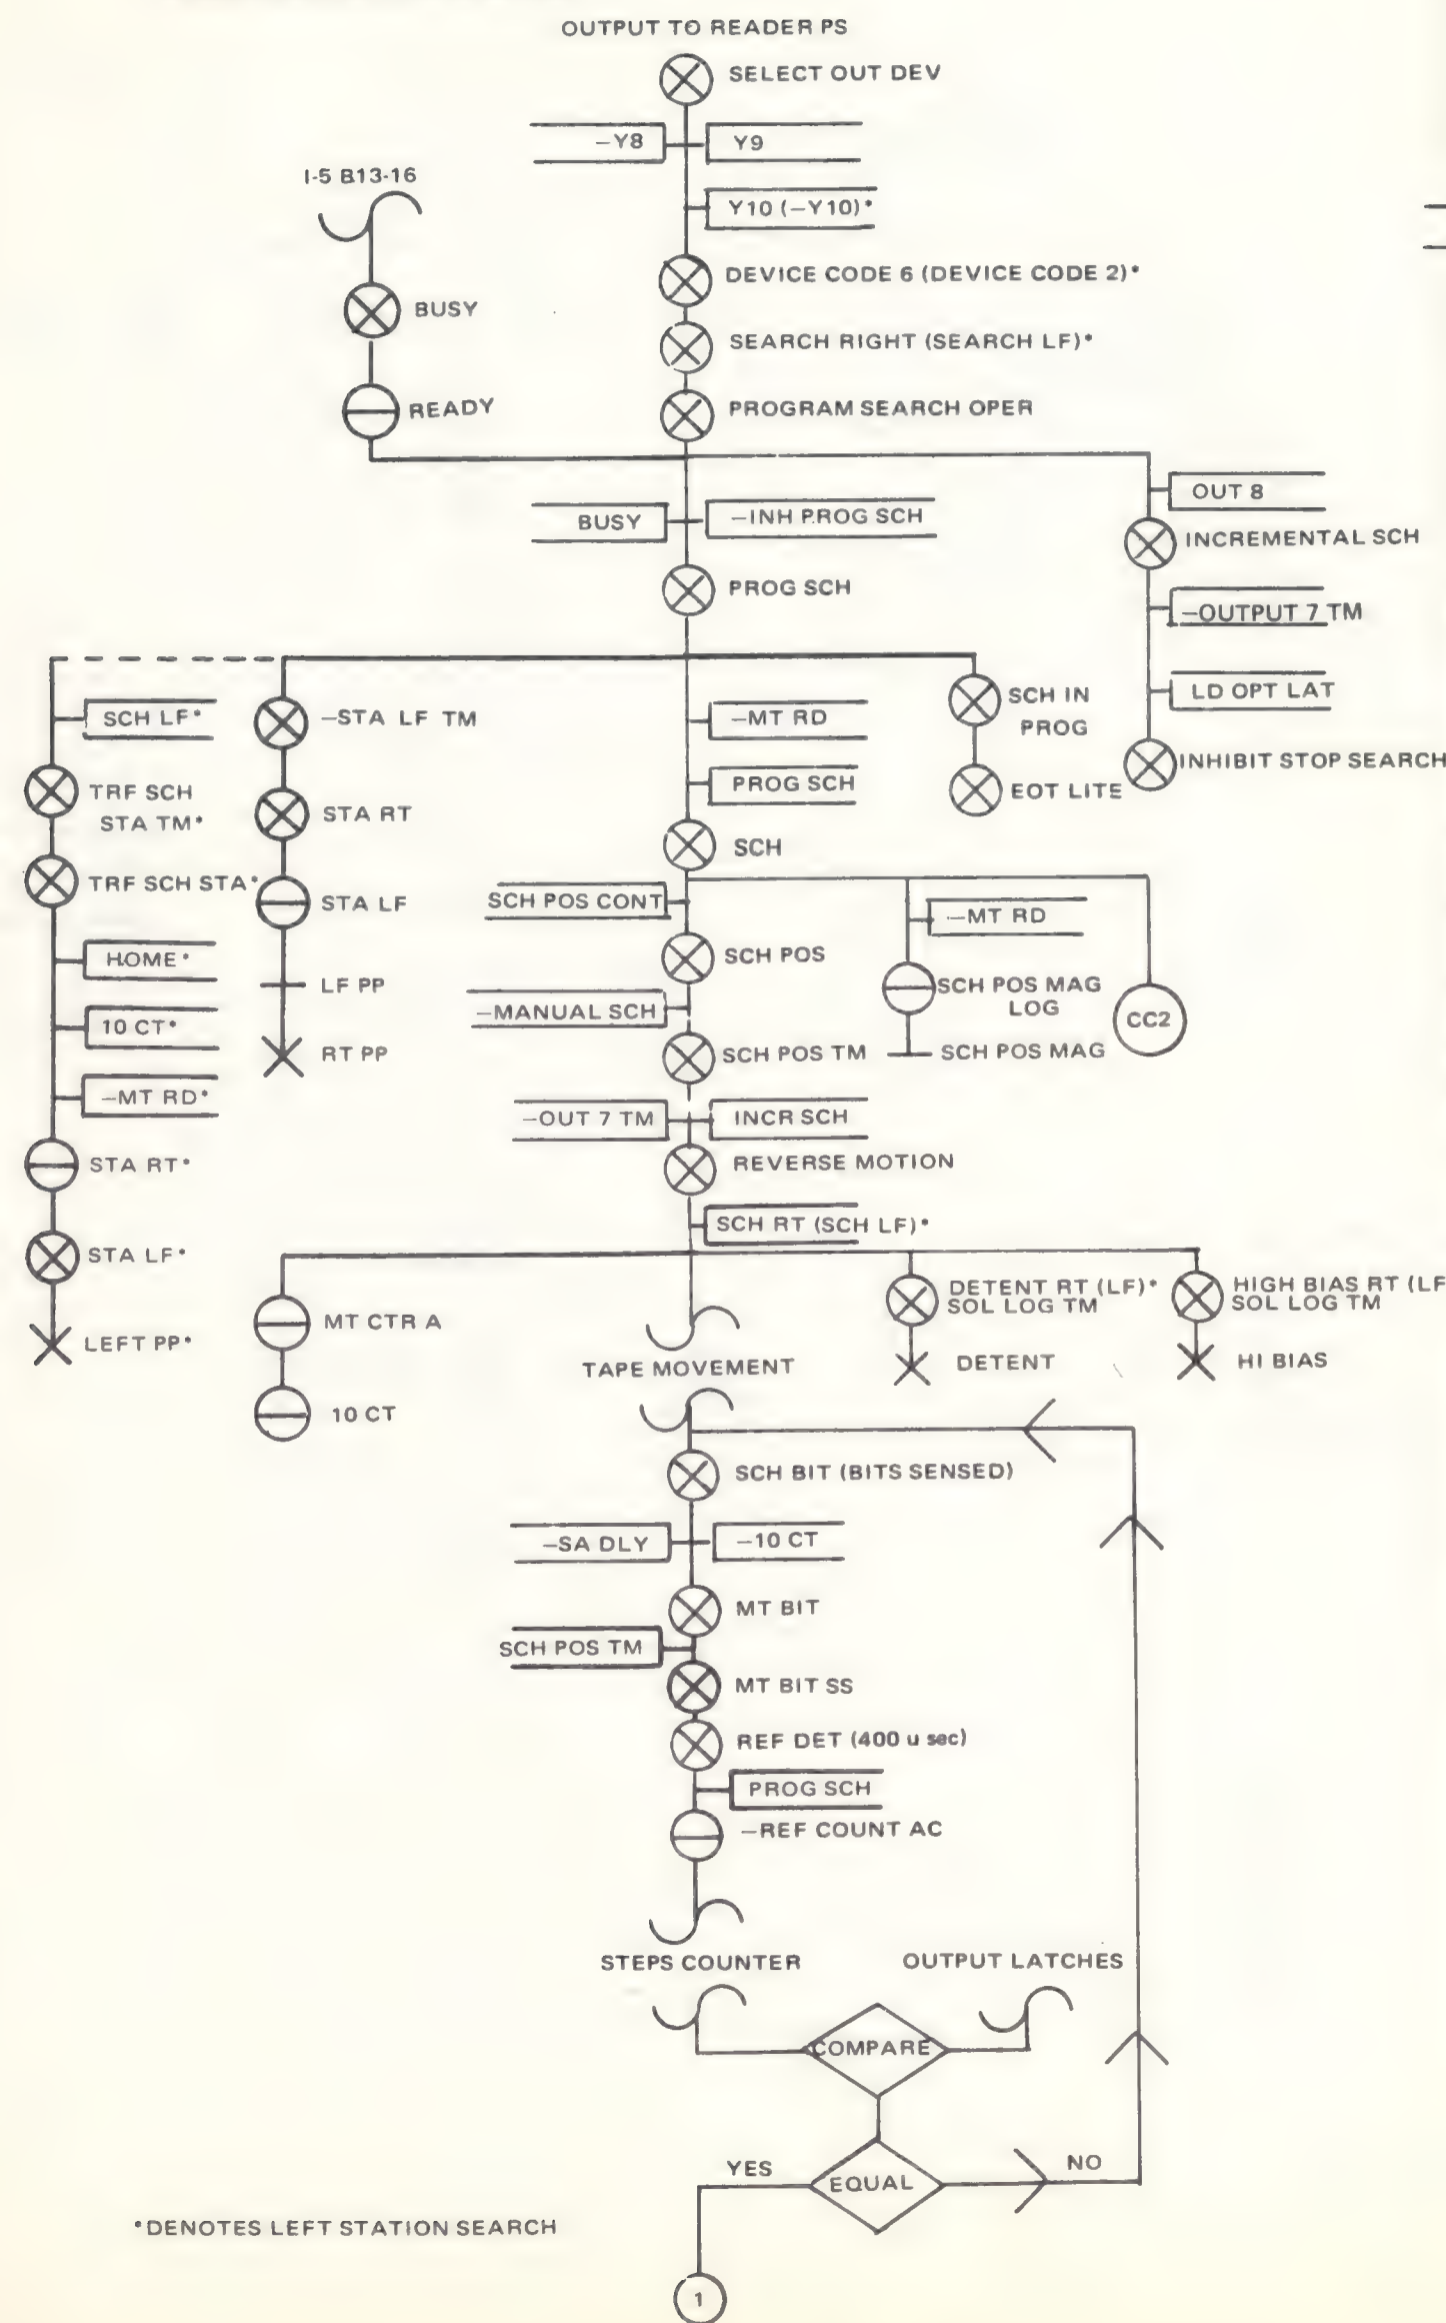 OUTPUT TO READER PS
SELECT OUT DEV
–Y8
Y9
I-5 B13-16
Y10 (–Y10)*
DEVICE CODE 6 (DEVICE CODE 2)*
BUSY
SEARCH RIGHT (SEARCH LF)*
READY
PROGRAM SEARCH OPER
OUT 8
BUSY
–INH PROG SCH
INCREMENTAL SCH
PROG SCH
–OUTPUT 7 TM
SCH LF*
–STA LF TM
–MT RD
SCH IN
PROG
LD OPT LAT
INHIBIT STOP SEARCH
TRF SCH
STA TM*
STA RT
PROG SCH
EOT LITE
SCH
TRF SCH STA*
STA LF
SCH POS CONT
–MT RD
HOME*
LF PP
SCH POS
SCH POS MAG
LOG
–MANUAL SCH
CC2
10 CT*
RT PP
SCH POS TM
SCH POS MAG
–MT RD*
–OUT 7 TM
INCR SCH
STA RT*
REVERSE MOTION
SCH RT (SCH LF)*
STA LF*
DETENT RT (LF)*
SOL LOG TM
HIGH BIAS RT (LF
SOL LOG TM
MT CTR A
LEFT PP*
TAPE MOVEMENT
DETENT
HI BIAS
10 CT
SCH BIT (BITS SENSED)
–SA DLY
–10 CT
MT BIT
SCH POS TM
MT BIT SS
REF DET (400 u sec)
PROG SCH
–REF COUNT AC
STEPS COUNTER
OUTPUT LATCHES
COMPARE
YES
EQUAL
NO
*DENOTES LEFT STATION SEARCH
1